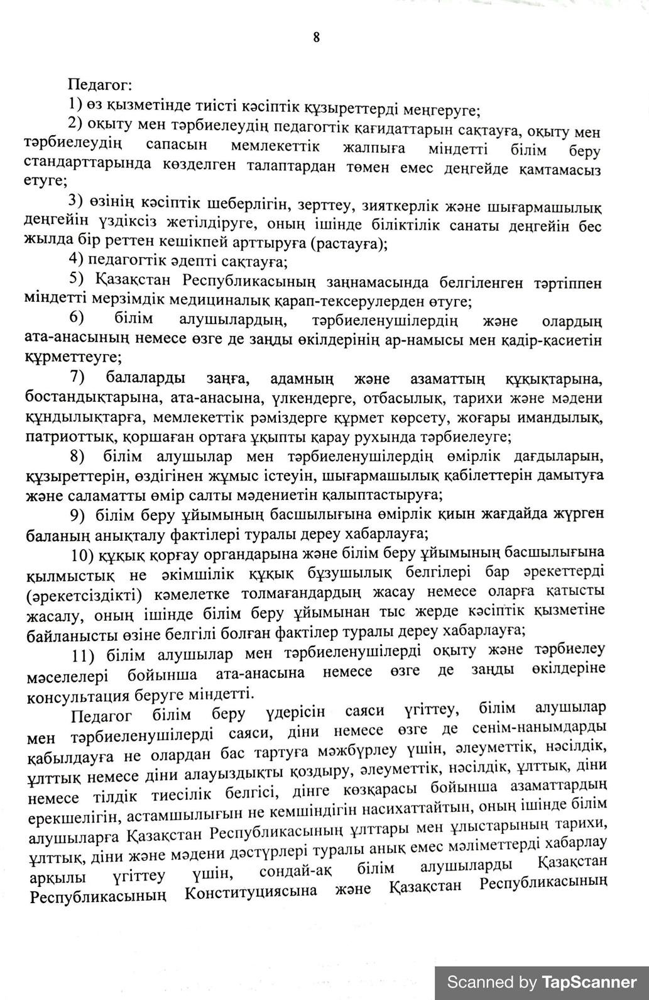 8
Педагог:
1) өз қызметінде тиісті кәсіптік құзыреттерді меңгеруге;
2) оқыту мен тәрбиелеудің педагогтік қағидаттарын сақтауға, оқыту мен
тәрбиелеудің сапасын мемлекеттік жалпыға міндетті білім беру
стандарттарында көзделген талаптардан төмен емес деңгейде қамтамасыз
етуге;
3) өзінің кәсіптік шеберлігін, зерттеу, зияткерлік және шығармашылық
деңгейін үздіксіз жетілдіруге, оның ішінде біліктілік санаты деңгейін бес
жылда бір реттен кешікпей арттыруға (растауға);
4) педагогтік әдепті сақтауға;
5) Қазақстан Республикасының заңнамасында белгіленген тәртіппен
міндетті мерзімдік медициналық қарап-тексерулерден өтуге;
6) білім алушылардың, тәрбиеленушілердің және олардың
ата-анасының немесе өзге де заңды өкілдерінің ар-намысы мен қадір-қасиетін
құрметтеуге;
7) балаларды заңға, адамның және азаматтың құқықтарына,
бостандықтарына, ата-анасына, үлкендерге, отбасылық, тарихи және мәдени
құндылықтарға, мемлекеттік рәміздерге құрмет көрсету, жоғары имандылық,
патриоттық, қоршаған ортаға ұқыпты қарау рухында тәрбиелеуге;
8) білім алушылар мен тәрбиеленушілердің өмірлік дағдыларын,
құзыреттерін, өздігінен жұмыс істеуін, шығармашылық қабілеттерін дамытуға
және саламатты өмір салты мәдениетін қалыптастыруға;
9) білім беру ұйымының басшылығына өмірлік қиын жағдайда жүрген
баланың анықталу фактілері туралы дереу хабарлауға;
10) құқық қорғау органдарына және білім беру ұйымының басшылығына
қылмыстық не әкімшілік құқық бұзушылық белгілері бар әрекеттерді
(әрекетсіздікті) кәмелетке толмағандардың жасау немесе оларға қатысты
жасалу, оның ішінде білім беру ұйымынан тыс жерде кәсіптік қызметіне
байланысты өзіне белгілі болған фактілер туралы дереу хабарлауға;
11) білім алушылар мен тәрбиеленушілерді оқыту және тәрбиелеу
мәселелері бойынша ата-анасына немесе өзге де заңды өкілдеріне
консультация беруге міндетті.
Педагог білім беру үдерісін саяси үгіттеу, білім алушылар
мен тәрбиеленушілерді саяси, діни немесе өзге де сенім-нанымдарды
қабылдауға не олардан бас тартуға мәжбүрлеу үшін, әлеуметтік, нәсілдік,
ұлттық немесе діни алауыздықты қоздыру, әлеуметтік, нәсілдік, ұлттық, діни
немесе тілдік тиесілік белгісі, дінге көзқарасы бойынша азаматтардың
ерекшелігін, астамшылығын не кемшіндігін насихаттайтын, оның ішінде білім
алушыларға Қазақстан Республикасының ұлттары мен ұлыстарының тарихи,
ұлттық, діни және мәдени дәстүрлері туралы анық емес мәліметтерді хабарлау
арқылы үгіттеу үшін, сондай-ақ білім алушыларды Қазақстан
Республикасының Конституциясына және Қазақстан Республикасының
Scanned by TapScanner